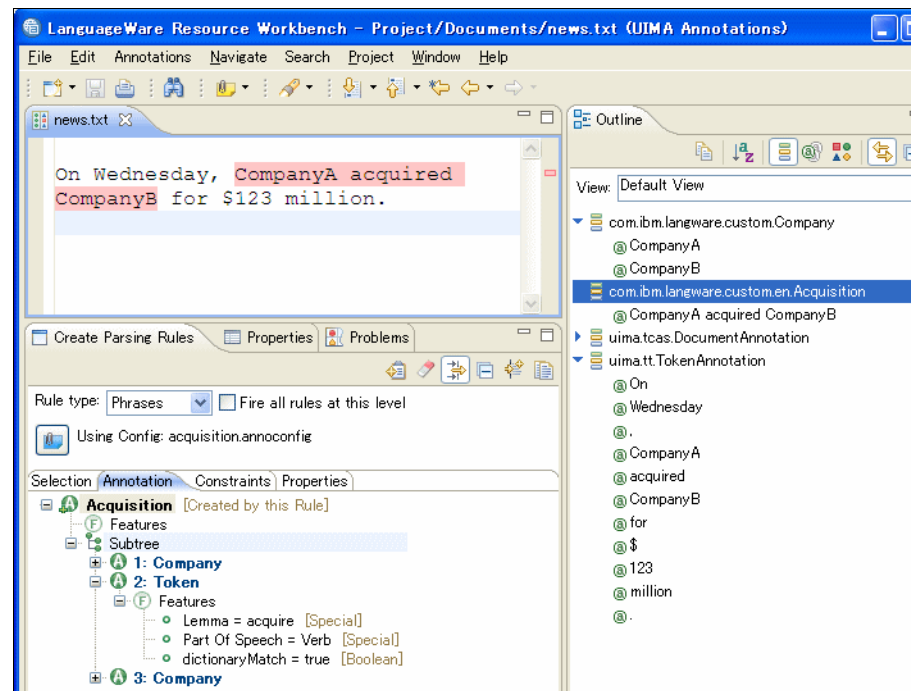 LanguageWare Resource Workbench - Project/Documents/news.txt (UIMA Annotations)
File Edit Annotations Navigate Search Project Window Help
news.txt
On Wednesday, CompanyA acquired
CompanyB for $123 million.
Create Parsing Rules Properties Problems
Rule type: Phrases Fire all rules at this level
Using Config: acquisition.annoconfig
Selection Annotation Constraints Properties
Acquisition [Created by this Rule]
F Features
Subtree
A 1: Company
A 2: Token
F Features
Lemma = acquire [Special]
Part Of Speech = Verb [Special]
dictionaryMatch = true [Boolean]
A 3: Company
Outline
View: Default View
com.ibm.langware.custom.Company
@ CompanyA
@ CompanyB
com.ibm.langware.custom.en.Acquisition
@ CompanyA acquired CompanyB
uima.tcas.DocumentAnnotation
uima.tt.TokenAnnotation
@ On
@ Wednesday
@ ,
@ CompanyA
@ acquired
@ CompanyB
@ for
@ $
@ 123
@ million
@ .